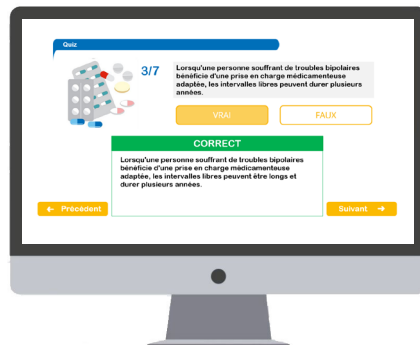 Quiz
3/7
Lorsqu'une personne souffrant de troubles bipolaires
bénéficie d'une prise en charge médicamenteuse
adaptée, les intervalles libres peuvent durer plusieurs
années.
VRAI
FAUX
CORRECT
Lorsqu'une personne souffrant de troubles bipolaires
bénéficie d'une prise en charge médicamenteuse
adaptée, les intervalles libres peuvent être longs et
durer plusieurs années.
← Précédent
Suivant →